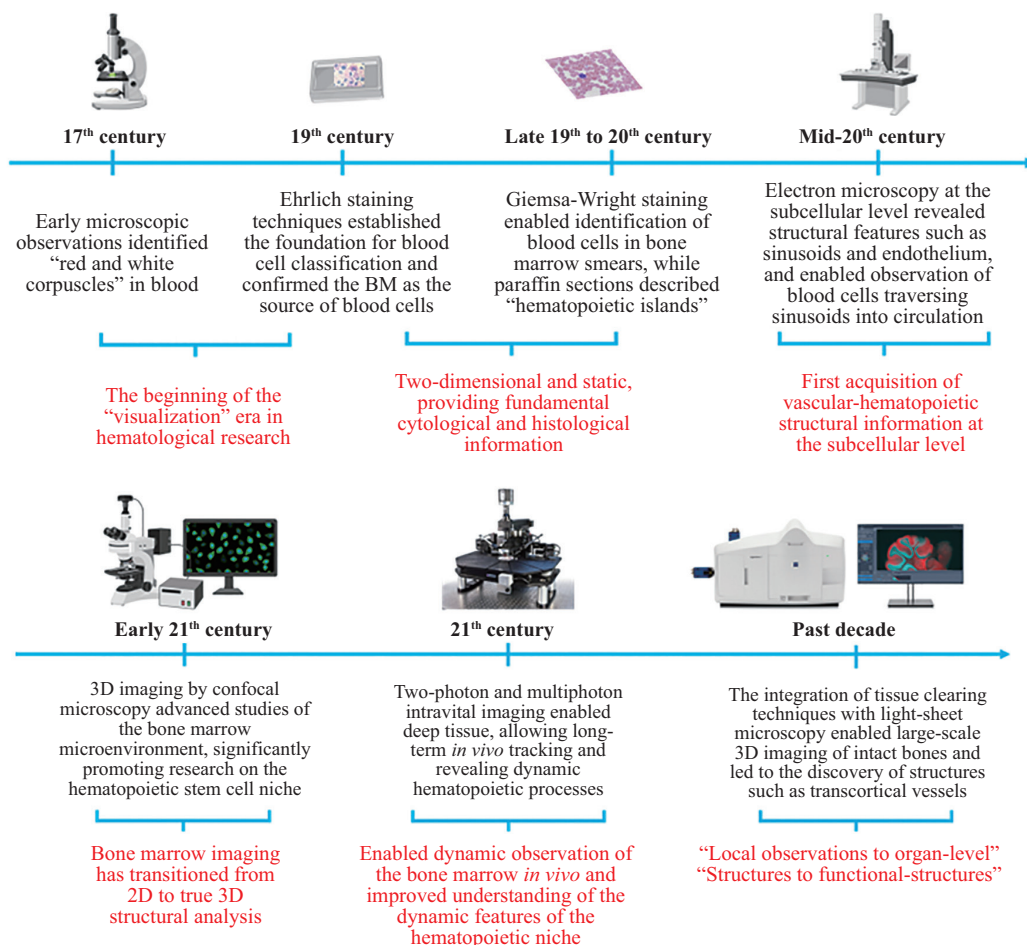 17th century
19th century
Late 19th to 20th century
Mid-20th century
Early microscopic
observations identified
“red and white
corpuscles” in blood
Ehrlich staining
techniques established
the foundation for blood
cell classification and
confirmed the BM as the
source of blood cells
Giemsa-Wright staining
enabled identification of
blood cells in bone
marrow smears, while
paraffin sections described
“hematopoietic islands”
Electron microscopy at the
subcellular level revealed
structural features such as
sinusoids and endothelium,
and enabled observation of
blood cells traversing
sinusoids into circulation
The beginning of the
“visualization” era in
hematological research
Two-dimensional and static,
providing fundamental
cytological and histological
information
First acquisition of
vascular-hematopoietic
structural information at
the subcellular level
Early 21th century
21th century
Past decade
3D imaging by confocal
microscopy advanced studies of
the bone marrow
microenvironment, significantly
promoting research on the
hematopoietic stem cell niche
Two-photon and multiphoton
intravital imaging enabled
deep tissue, allowing long-
term in vivo tracking and
revealing dynamic
hematopoietic processes
The integration of tissue clearing
techniques with light-sheet
microscopy enabled large-scale
3D imaging of intact bones and
led to the discovery of structures
such as transcortical vessels
Bone marrow imaging
has transitioned from
2D to true 3D
structural analysis
Enabled dynamic observation of
the bone marrow in vivo and
improved understanding of the
dynamic features of the
hematopoietic niche
“Local observations to organ-level”
“Structures to functional-structures”